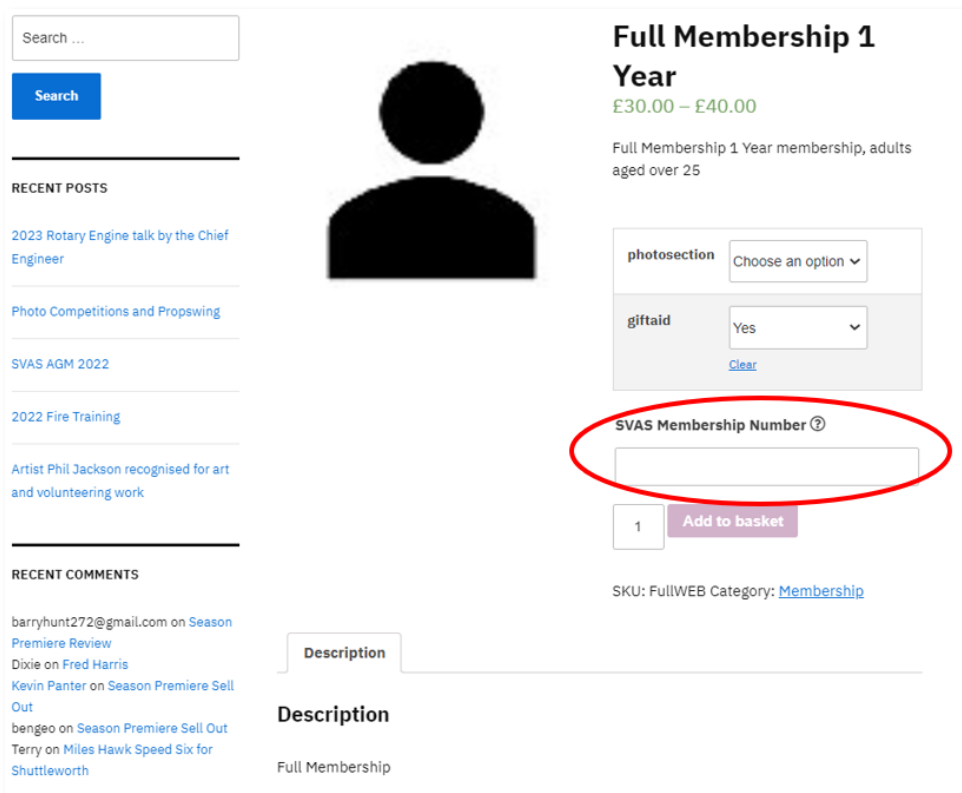 Search ...
Search
RECENT POSTS
2023 Rotary Engine talk by the Chief
Engineer
Photo Competitions and Propswing
SVAS AGM 2022
2022 Fire Training
Artist Phil Jackson recognised for art
and volunteering work
RECENT COMMENTS
barryhunt272@gmail.com on Season
Premiere Review
Dixie on Fred Harris
Kevin Panter on Season Premiere Sell
Out
bengeo on Season Premiere Sell Out
Terry on Miles Hawk Speed Six for
Shuttleworth
Full Membership 1
Year
£30.00 – £40.00
Full Membership 1 Year membership, adults
aged over 25
photosection Choose an option
giftaid Yes
Clear
SVAS Membership Number ?
1 Add to basket
SKU: FullWEB Category: Membership
Description
Description
Full Membership